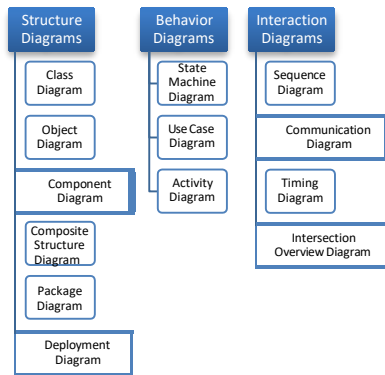 Structure
Diagrams
Class
Diagram
Object
Diagram
Component
Diagram
Composite
Structure
Diagram
Package
Diagram
Deployment
Diagram
Behavior
Diagrams
State
Machine
Diagram
Use Case
Diagram
Activity
Diagram
Interaction
Diagrams
Sequence
Diagram
Communication
Diagram
Timing
Diagram
Intersection
Overview Diagram